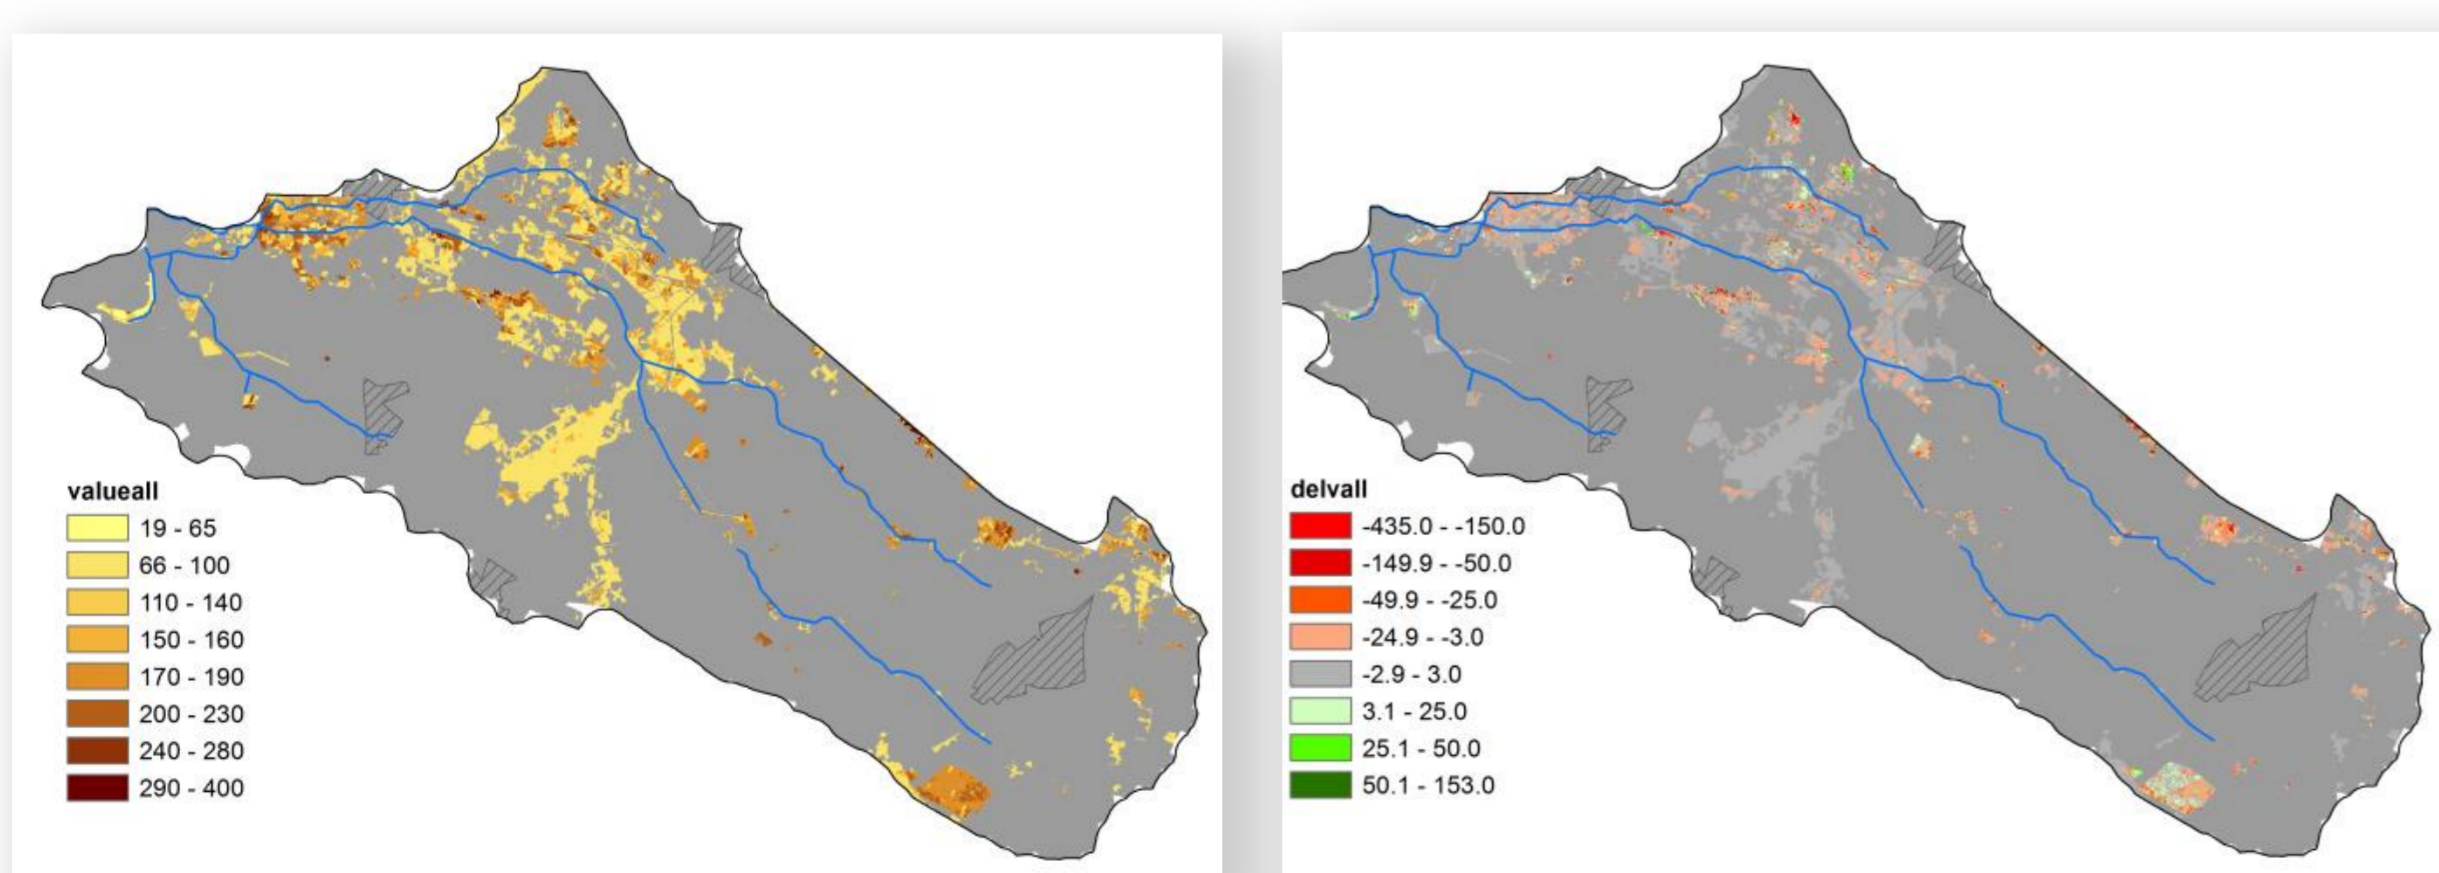 valueall
19 - 65
66 - 100
110 - 140
150 - 160
170 - 190
200 - 230
240 - 280
290 - 400
delvall
-435.0 - -150.0
-149.9 - -50.0
-49.9 - -25.0
-24.9 - -3.0
-2.9 - 3.0
3.1 - 25.0
25.1 - 50.0
50.1 - 153.0